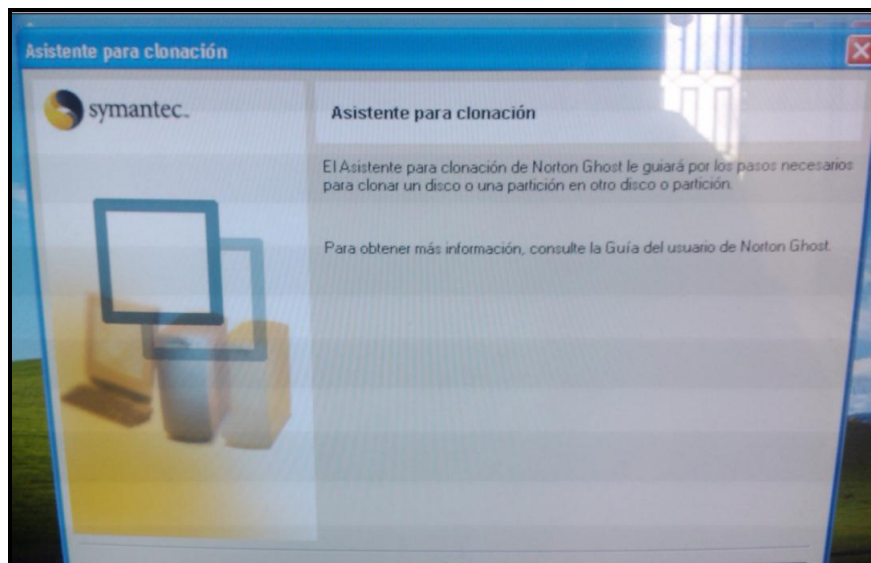 Asistente para clonación
symantec.
Asistente para clonación
El Asistente para clonación de Norton Ghost le guiará por los pasos necesarios
para clonar un disco o una partición en otro disco o partición.
Para obtener más información, consulte la Guía del usuario de Norton Ghost.